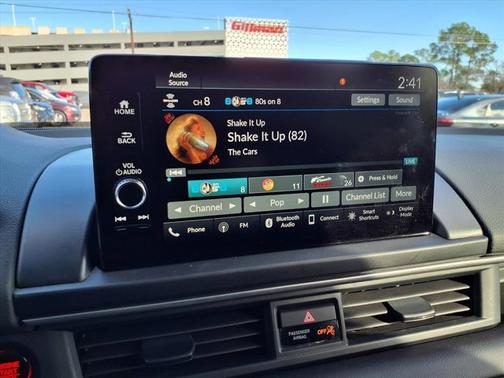 Gillman
Audio
Source
2:41
HOME
BACK
VOL
AUDIO
CH 8
80s on 8
Settings
Sound
Shake It Up
Shake It Up (82)
The Cars
LIVE
8
11
26
Press & Hold
Channel
Pop
Channel List
More
Phone
FM
Bluetooth
Audio
Connect
Smart
Shortcuts
Display
Mode
PASSENGER
AIRBAG
OFF